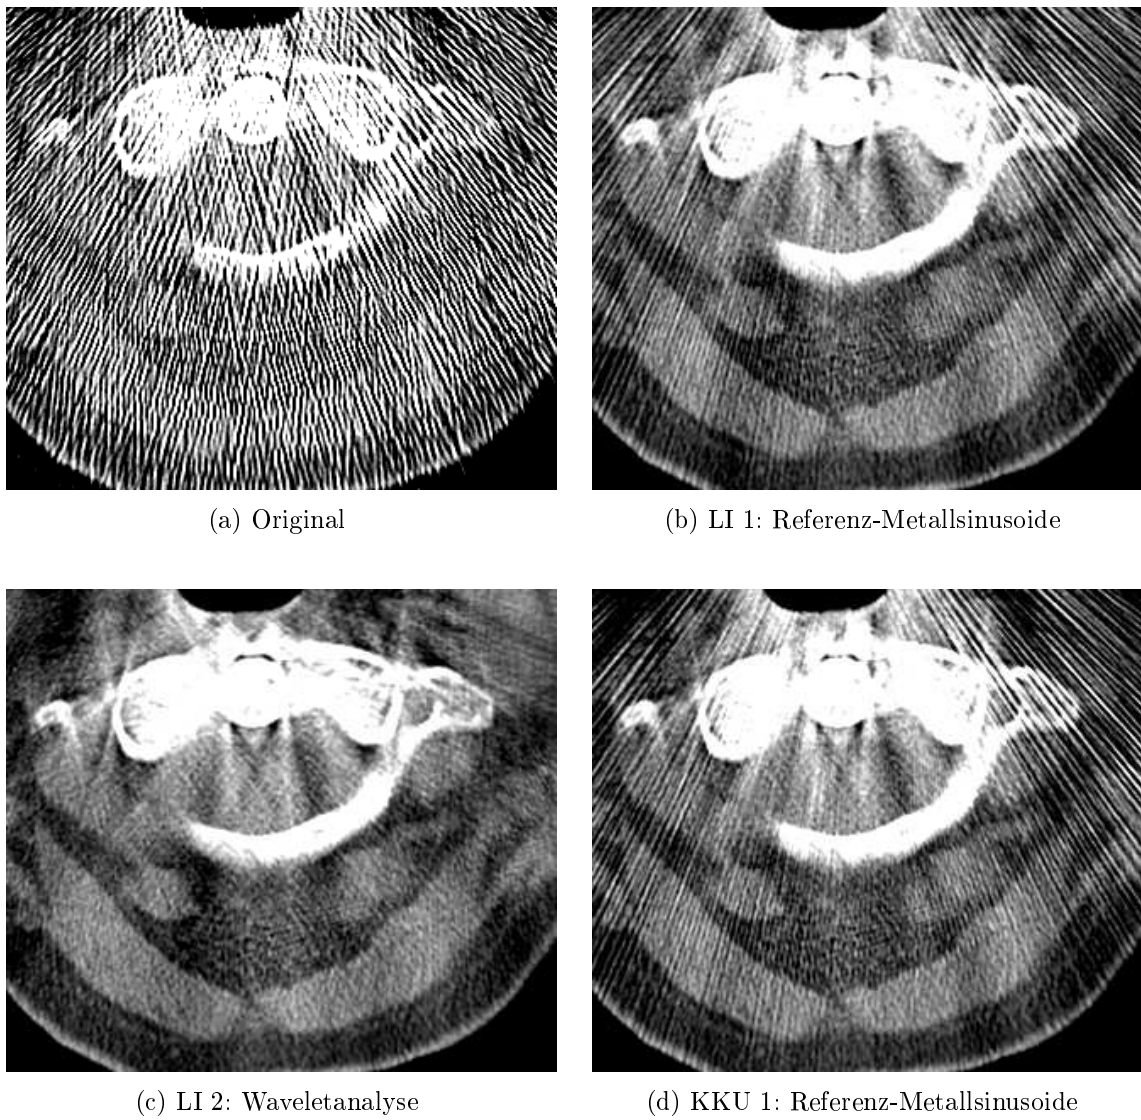 (a) Original
(b) LI 1: Referenz-Metallsinusoide
(c) LI 2: Waveletanalyse
(d) KKU 1: Referenz-Metallsinusoide